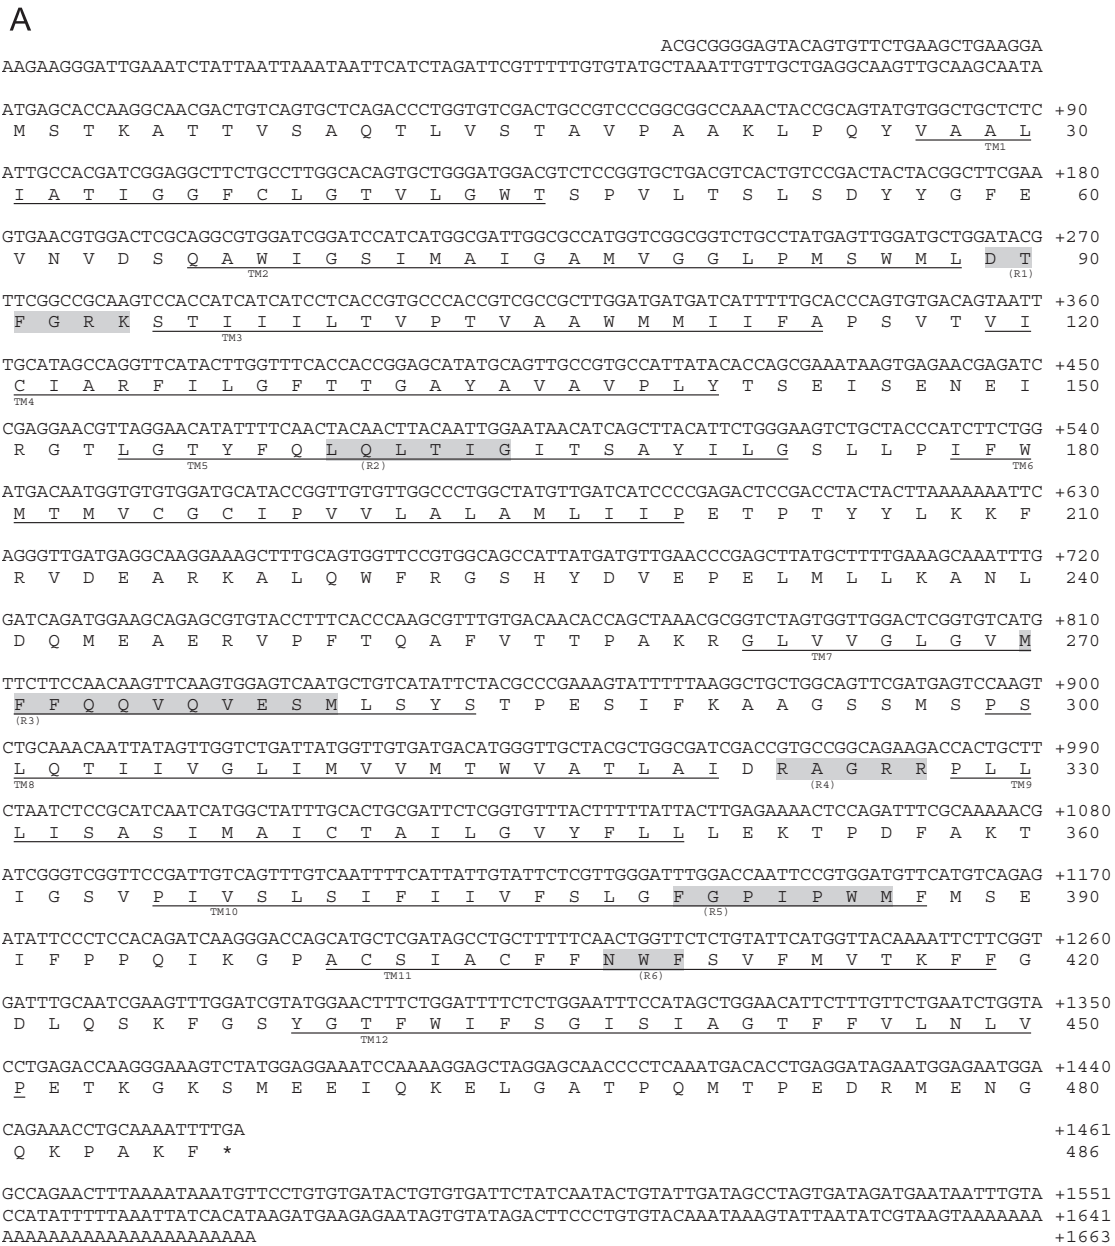 A
ACGCGGGGAGTACAGTGTTCTGAAGCTGAAGGA
AAGAAGGGATTGAAATCTATTAATTAAATAATTCATCTAGATTCGTTTTTGTGTATGCTAAATTGTTGCTGAGGCAAGTTGCAAGCAATA
ATGAGCACCAAGGCAACGACTGTCAGTGCTCAGACCCTGGTGTCGACTGCCGTCCCGGCGGCCAAACTACCGCAGTATGTGGCTGCTCTC +90
M S T K A T T V S A Q T L V S T A V P A A K L P Q Y V A A L 30
TM1
ATTGCCACGATCGGAGGCTTCTGCCTTGGCACAGTGCTGGGATGGACGTCTCCGGTGCTGACGTCACTGTCCGACTACTACGGCTTCGAA +180
I A T I G G F C L G T V L G W T S P V L T S L S D Y Y G F E 60
GTGAACGTGGACTCGCAGGCGTGGATCGGATCCATCATGGCGATTGGCGCCATGGTCGGCGGTCTGCCTATGAGTTGGATGCTGGATACG +270
V N V D S Q A W I G S I M A I G A M V G G L P M S W M L D T 90
TM2 (R1)
TTCGGCCGCAAGTCCACCATCATCATCCTCACCGTGCCCACCGTCGCCGCTTGGATGATGATCATTTTTGCACCCAGTGTGACAGTAATT +360
F G R K S T I I I L T V P T V A A W M M I I F A P S V T V I 120
TM3
TGCATAGCCAGGTTCATACTTGGTTTCACCACCGGAGCATATGCAGTTGCCGTGCCATTATACACCAGCGAAATAAGTGAGAACGAGATC +450
C I A R F I L G F T T G A Y A V A V P L Y T S E I S E N E I 150
TM4
CGAGGAACGTTAGGAACATATTTTCAACTACAACTTACAATTGGAATAACATCAGCTTACATTCTGGGAAGTCTGCTACCCATCTTCTGG +540
R G T L G T Y F Q L Q L T I G I T S A Y I L G S L L P I F W 180
TM5 (R2) TM6
ATGACAATGGTGTGTGGATGCATACCGGTTGTGTTGGCCCTGGCTATGTTGATCATCCCCGAGACTCCGACCTACTACTTAAAAAAATTC +630
M T M V C G C I P V V L A L A M L I I P E T P T Y Y L K K F 210
AGGGTTGATGAGGCAAGGAAAGCTTTGCAGTGGTTCCGTGGCAGCCATTATGATGTTGAACCCGAGCTTATGCTTTTGAAAGCAAATTTG +720
R V D E A R K A L Q W F R G S H Y D V E P E L M L L K A N L 240
GATCAGATGGAAGCAGAGCGTGTACCTTTCACCCAAGCGTTTGTGACAACACCAGCTAAACGCGGTCTAGTGGTTGGACTCGGTGTCATG +810
D Q M E A E R V P F T Q A F V T T P A K R G L V V G L G V M 270
TM7
TTCTTCCAACAAGTTCAAGTGGAGTCAATGCTGTCATATTCTACGCCCGAAAGTATTTTTAAGGCTGCTGGCAGTTCGATGAGTCCAAGT +900
F F Q Q V Q V E S M L S Y S T P E S I F K A A G S S M S P S 300
(R3)
CTGCAAACAATTATAGTTGGTCTGATTATGGTTGTGATGACATGGGTTGCTACGCTGGCGATCGACCGTGCCGGCAGAAGACCACTGCTT +990
L Q T I I V G L I M V V M T W V A T L A I D R A G R R P L L 330
TM8 (R4) TM9
CTAATCTCCGCATCAATCATGGCTATTTGCACTGCGATTCTCGGTGTTTACTTTTTATTACTTGAGAAAACTCCAGATTTCGCAAAAACG +1080
L I S A S I M A I C T A I L G V Y F L L L E K T P D F A K T 360
ATCGGGTCGGTTCCGATTGTCAGTTTGTCAATTTTCATTATTGTATTCTCGTTGGGATTTGGACCAATTCCGTGGATGTTCATGTCAGAG +1170
I G S V P I V S L S I F I I V F S L G F G P I P W M F M S E 390
TM10 (R5)
ATATTCCCTCCACAGATCAAGGGACCAGCATGCTCGATAGCCTGCTTTTTCAACTGGTTCTCTGTATTCATGGTTACAAAATTCTTCGGT +1260
I F P P Q I K G P A C S I A C F F N W F S V F M V T K F F G 420
TM11 (R6)
GATTTGCAATCGAAGTTTGGATCGTATGGAACTTTCTGGATTTTCTCTGGAATTTCCATAGCTGGAACATTCTTTGTTCTGAATCTGGTA +1350
D L Q S K F G S Y G T F W I F S G I S I A G T F F V L N L V 450
TM12
CCTGAGACCAAGGGAAAGTCTATGGAGGAAATCCAAAAGGAGCTAGGAGCAACCCCTCAAATGACACCTGAGGATAGAATGGAGAATGGA +1440
P E T K G K S M E E I Q K E L G A T P Q M T P E D R M E N G 480
CAGAAACCTGCAAAATTTTGA +1461
Q K P A K F * 486
GCCAGAACTTTAAAATAAATGTTCCTGTGTGATACTGTGTGATTCTATCAATACTGTATTGATAGCCTAGTGATAGATGAATAATTTGTA +1551
CCATATTTTTAAATTATCACATAAGATGAAGAGAATAGTGTATAGACTTCCCTGTGTACAAATAAAGTATTAATATCGTAAGTAAAAAAA +1641
AAAAAAAAAAAAAAAAAAAAAA +1663